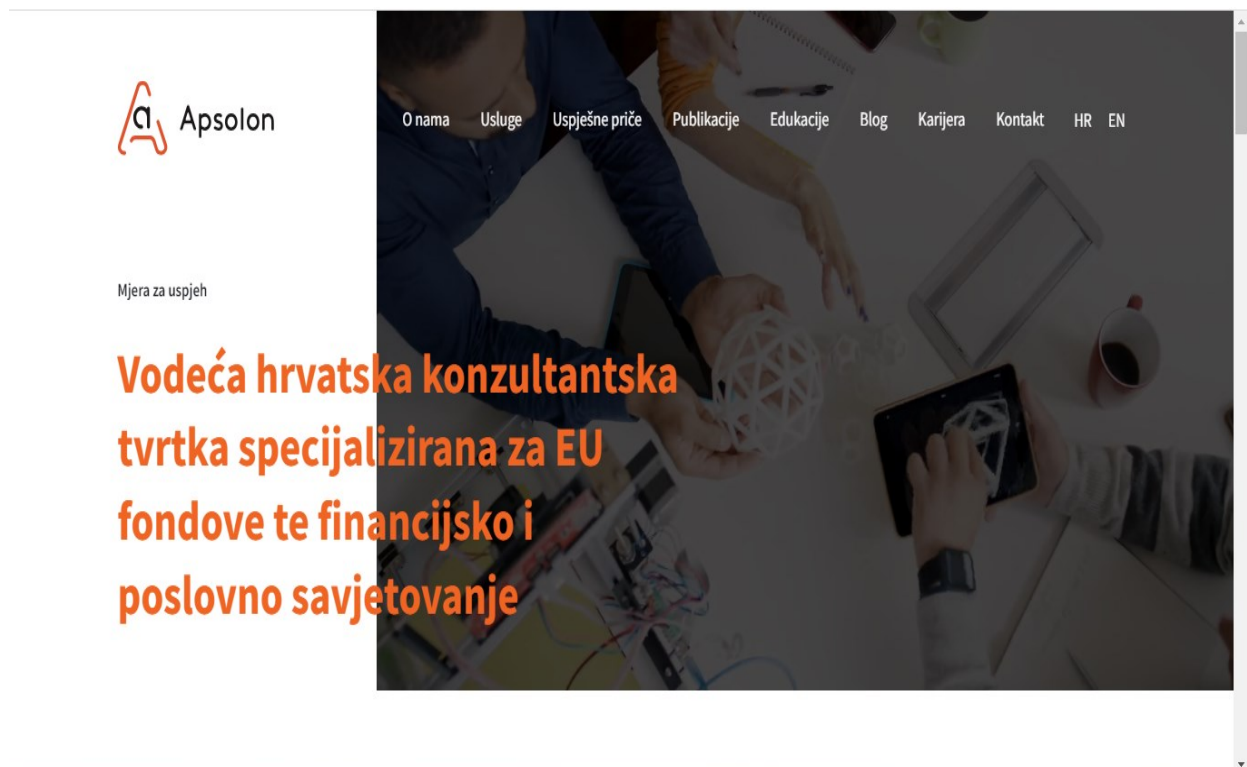 a Apsolon
O nama Usluge Uspješne priče Publikacije Edukacije Blog Karijera Kontakt HR EN
Mjera za uspjeh
Vodeća hrvatska konzultantska
tvrtka specijalizirana za EU
fondove te financijsko i
poslovno savjetovanje